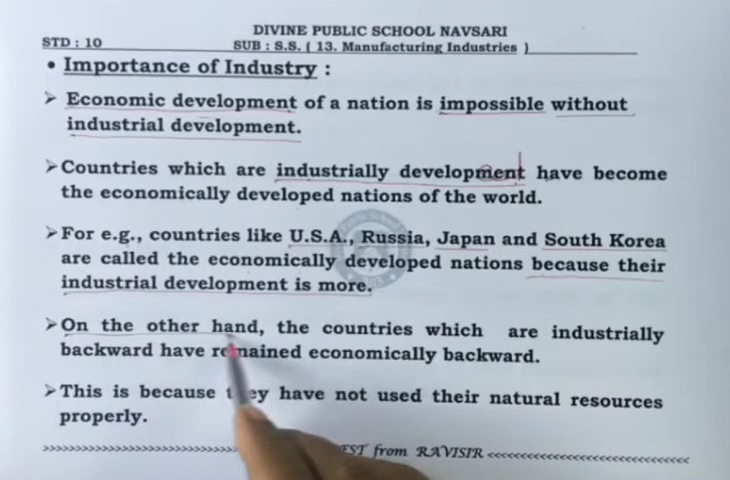 DIVINE PUBLIC SCHOOL NAVSARI
STD : 10 SUB : S.S. ( 13. Manufacturing Industries )
• Importance of Industry :
➢ Economic development of a nation is impossible without
industrial development.
➢ Countries which are industrially development have become
the economically developed nations of the world.
➢ For e.g., countries like U.S.A., Russia, Japan and South Korea
are called the economically developed nations because their
industrial development is more.
➢ On the other hand, the countries which are industrially
backward have remained economically backward.
➢ This is because they have not used their natural resources
properly.
from RAVISIR